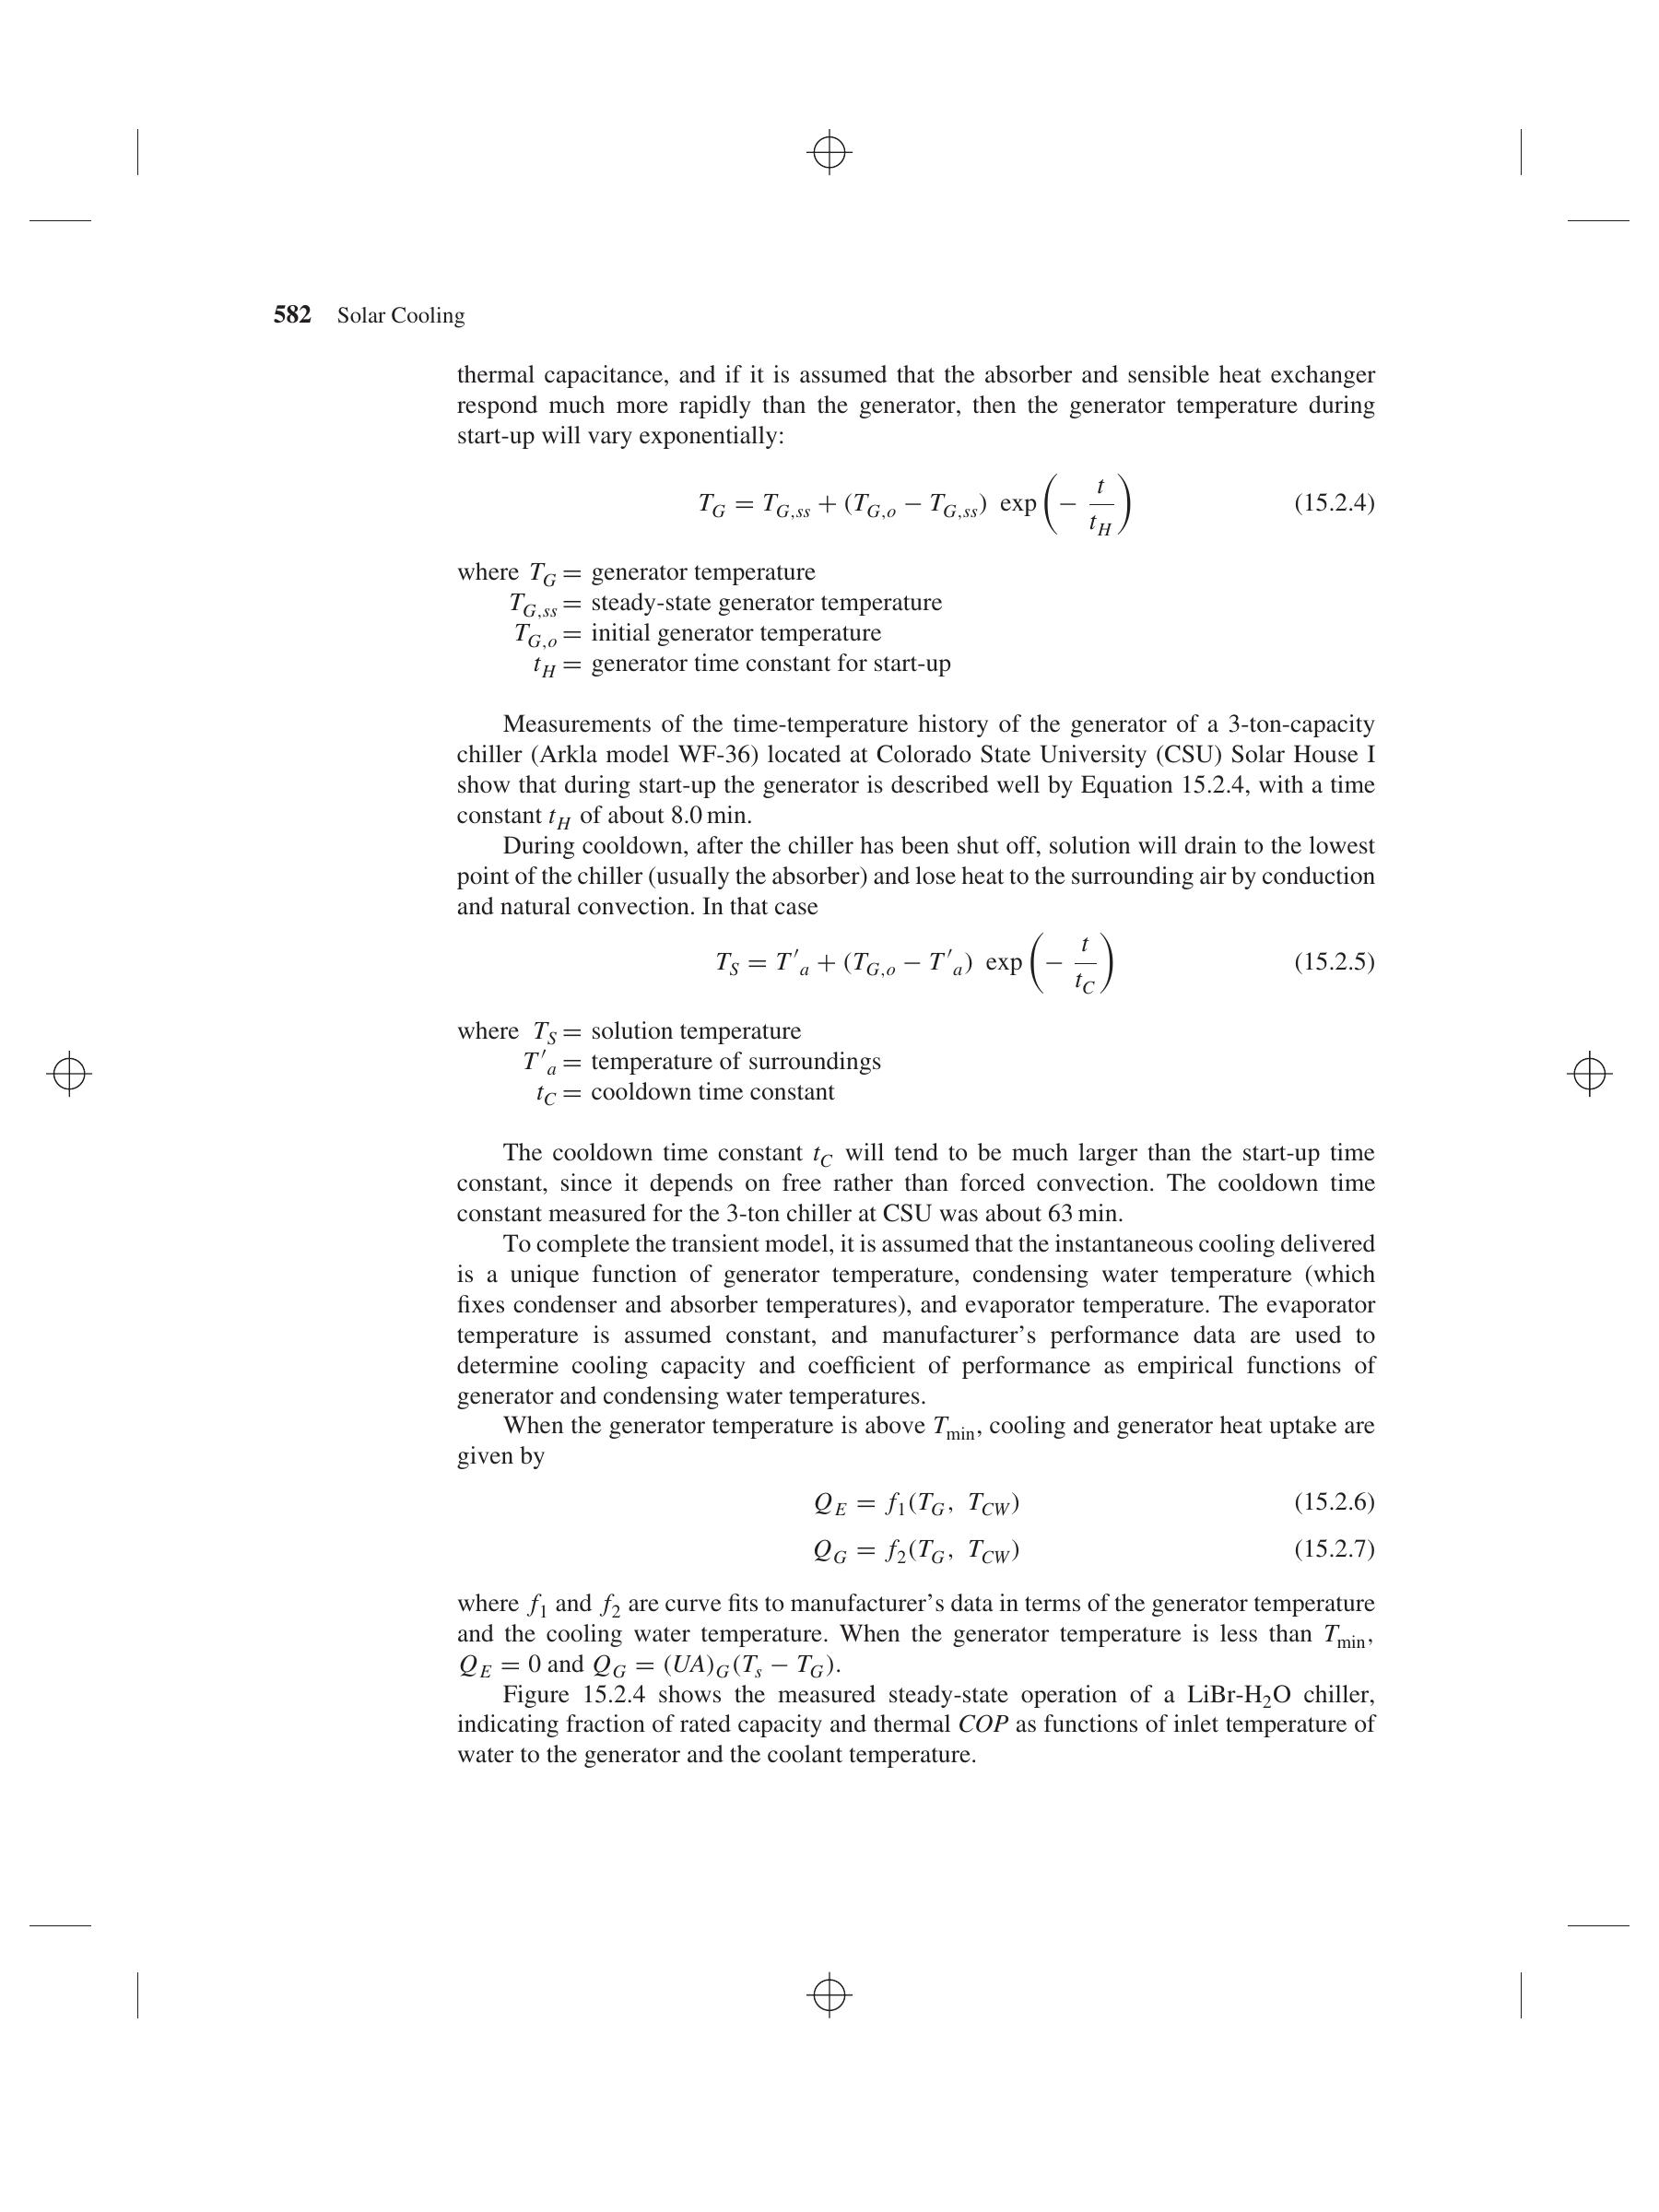 582 Solar Cooling
thermal capacitance, and if it is assumed that the absorber and sensible heat exchanger
respond much more rapidly than the generator, then the generator temperature during
start-up will vary exponentially:
T_G = T_{G,ss} + (T_{G,o} − T_{G,ss}) exp(− t/t_H) (15.2.4)
where T_G = generator temperature
T_{G,ss} = steady-state generator temperature
T_{G,o} = initial generator temperature
t_H = generator time constant for start-up
Measurements of the time-temperature history of the generator of a 3-ton-capacity
chiller (Arkla model WF-36) located at Colorado State University (CSU) Solar House I
show that during start-up the generator is described well by Equation 15.2.4, with a time
constant t_H of about 8.0 min.
During cooldown, after the chiller has been shut off, solution will drain to the lowest
point of the chiller (usually the absorber) and lose heat to the surrounding air by conduction
and natural convection. In that case
T_S = T′_a + (T_{G,o} − T′_a) exp(− t/t_C) (15.2.5)
where T_S = solution temperature
T′_a = temperature of surroundings
t_C = cooldown time constant
The cooldown time constant t_C will tend to be much larger than the start-up time
constant, since it depends on free rather than forced convection. The cooldown time
constant measured for the 3-ton chiller at CSU was about 63 min.
To complete the transient model, it is assumed that the instantaneous cooling delivered
is a unique function of generator temperature, condensing water temperature (which
fixes condenser and absorber temperatures), and evaporator temperature. The evaporator
temperature is assumed constant, and manufacturer's performance data are used to
determine cooling capacity and coefficient of performance as empirical functions of
generator and condensing water temperatures.
When the generator temperature is above T_min, cooling and generator heat uptake are
given by
Q_E = f_1(T_G, T_CW) (15.2.6)
Q_G = f_2(T_G, T_CW) (15.2.7)
where f_1 and f_2 are curve fits to manufacturer's data in terms of the generator temperature
and the cooling water temperature. When the generator temperature is less than T_min,
Q_E = 0 and Q_G = (UA)_G(T_s − T_G).
Figure 15.2.4 shows the measured steady-state operation of a LiBr-H₂O chiller,
indicating fraction of rated capacity and thermal COP as functions of inlet temperature of
water to the generator and the coolant temperature.